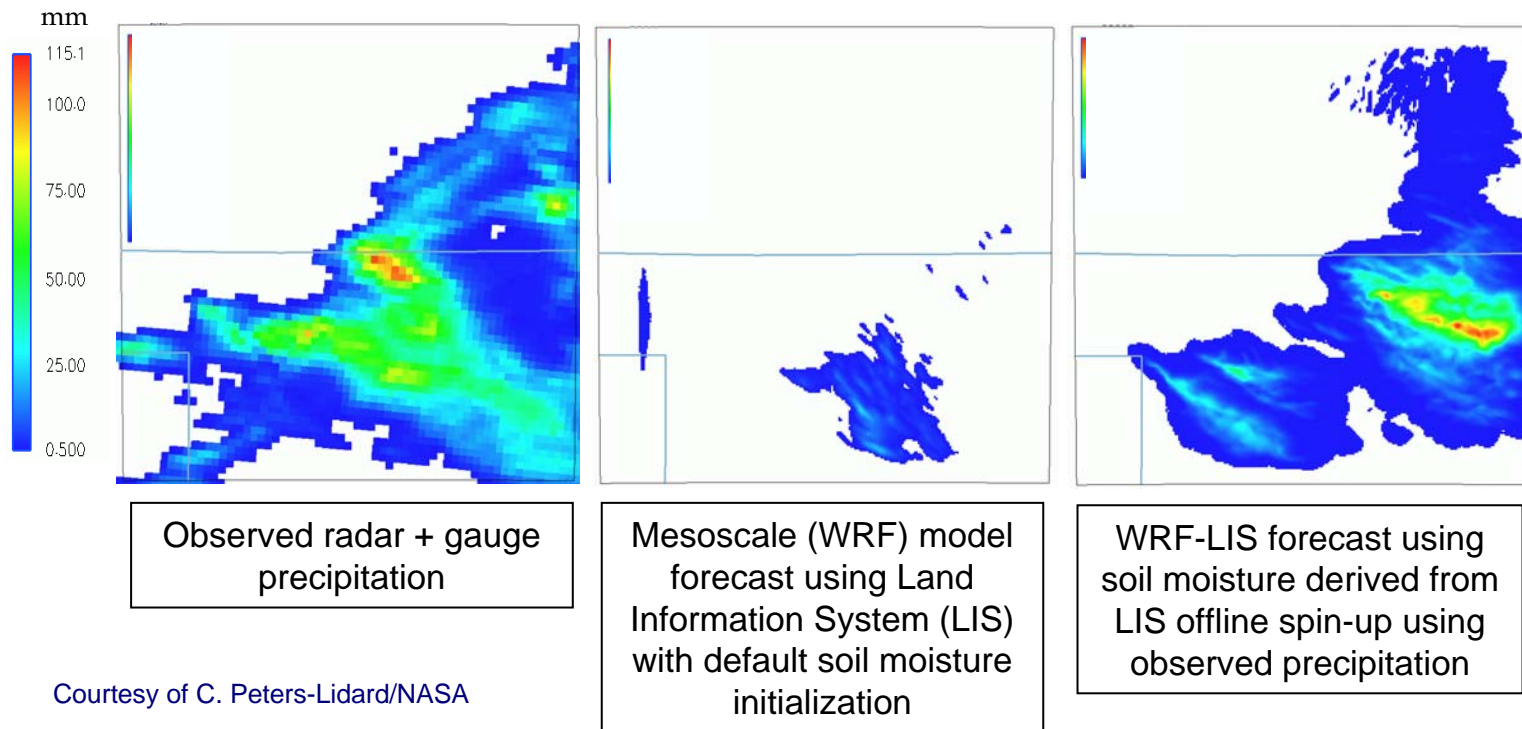 mm
115.1
100.0
75.00
50.00
25.00
0.500
Observed radar + gauge
precipitation
Mesoscale (WRF) model
forecast using Land
Information System (LIS)
with default soil moisture
initialization
WRF-LIS forecast using
soil moisture derived from
LIS offline spin-up using
observed precipitation
Courtesy of C. Peters-Lidard/NASA